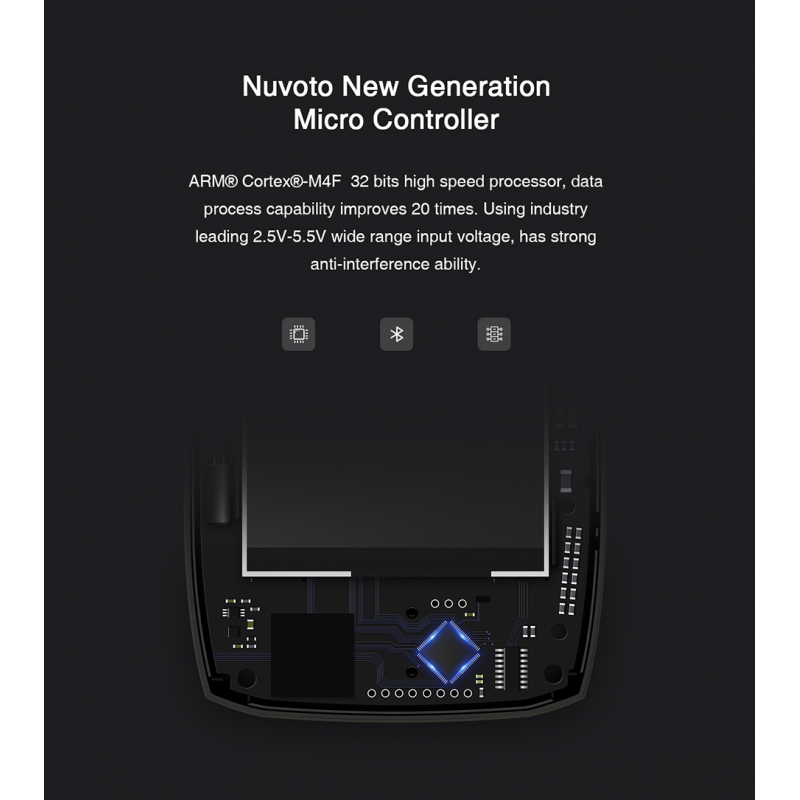 Nuvoto New Generation
Micro Controller
ARM® Cortex®-M4F 32 bits high speed processor, data
process capability improves 20 times. Using industry
leading 2.5V-5.5V wide range input voltage, has strong
anti-interference ability.